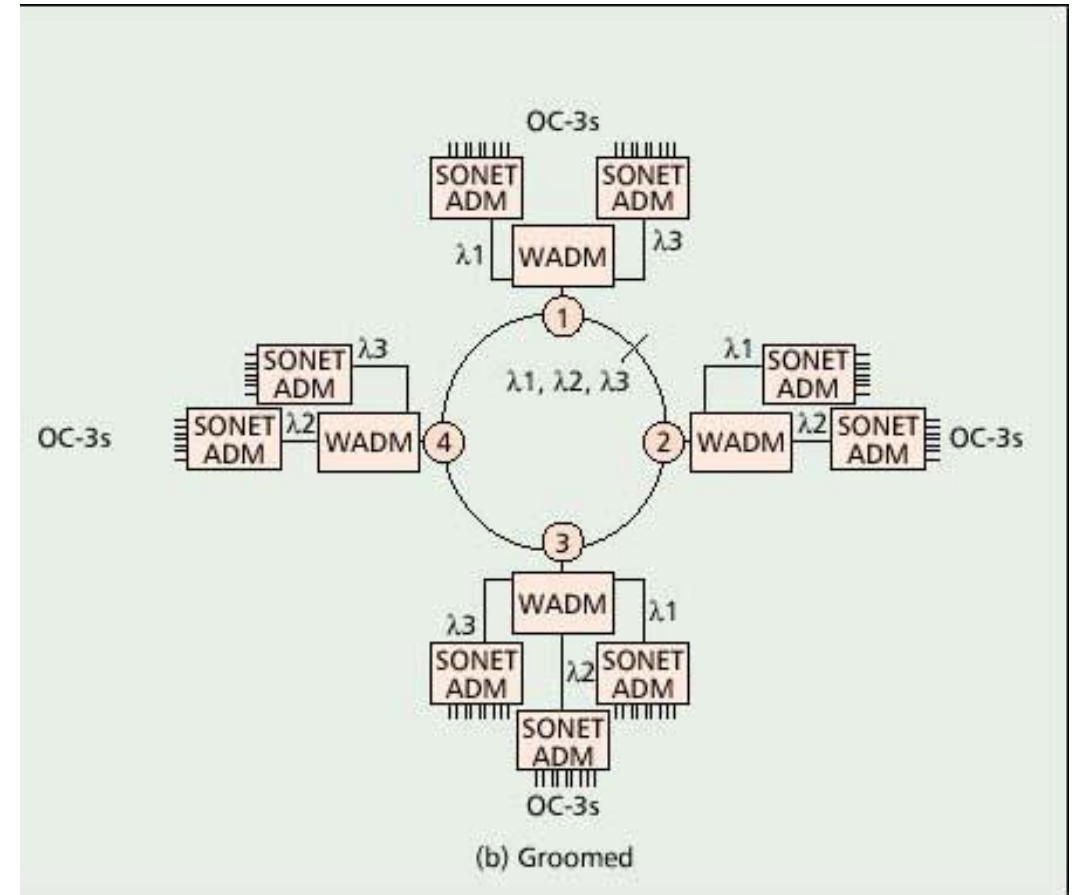 OC-3s
SONET
ADM
SONET
ADM
λ1
WADM
λ3
1
λ1, λ2, λ3
SONET
ADM
λ3
λ1
SONET
ADM
OC-3s
SONET
ADM
λ2
WADM
4
2
WADM
λ2
SONET
ADM
OC-3s
3
WADM
λ3
λ1
SONET
ADM
λ2
SONET
ADM
SONET
ADM
OC-3s
(b) Groomed